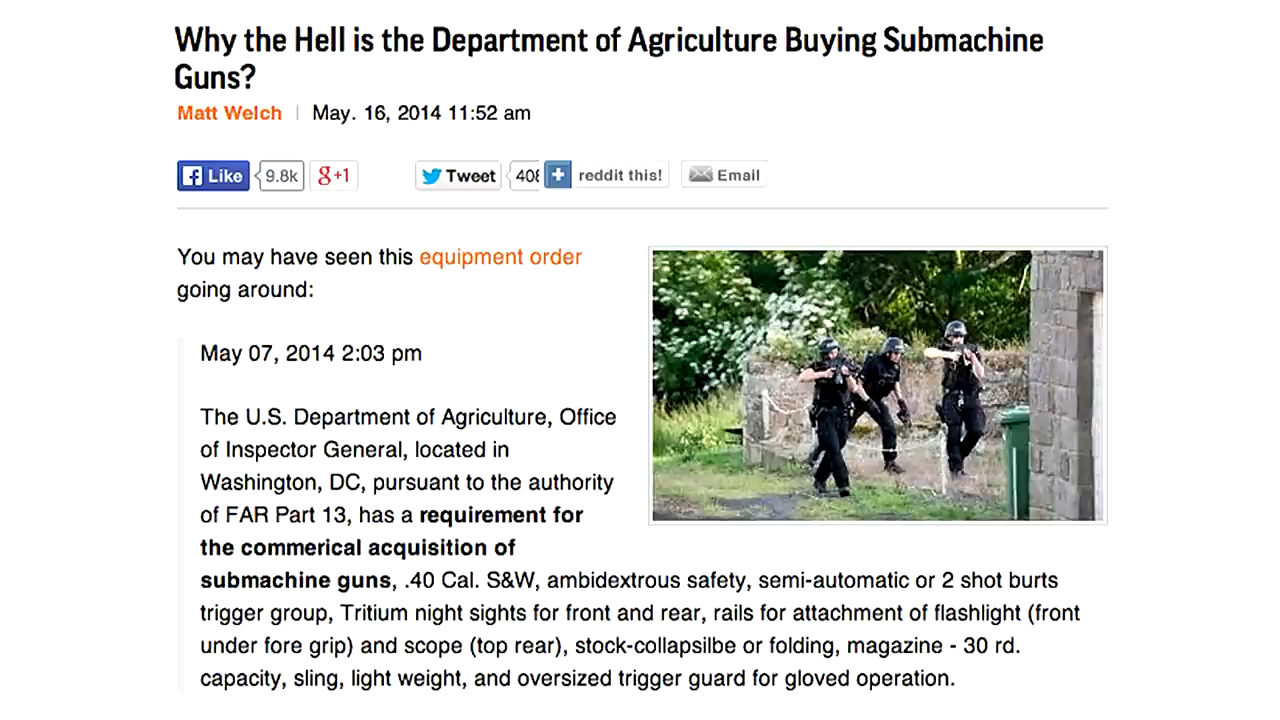 Why the Hell is the Department of Agriculture Buying Submachine
Guns?
Matt Welch | May. 16, 2014 11:52 am
Like 9.8k g+1 Tweet 408 reddit this! Email
You may have seen this equipment order
going around:
May 07, 2014 2:03 pm
The U.S. Department of Agriculture, Office
of Inspector General, located in
Washington, DC, pursuant to the authority
of FAR Part 13, has a requirement for
the commerical acquisition of
submachine guns, .40 Cal. S&W, ambidextrous safety, semi-automatic or 2 shot burts
trigger group, Tritium night sights for front and rear, rails for attachment of flashlight (front
under fore grip) and scope (top rear), stock-collapsilbe or folding, magazine - 30 rd.
capacity, sling, light weight, and oversized trigger guard for gloved operation.